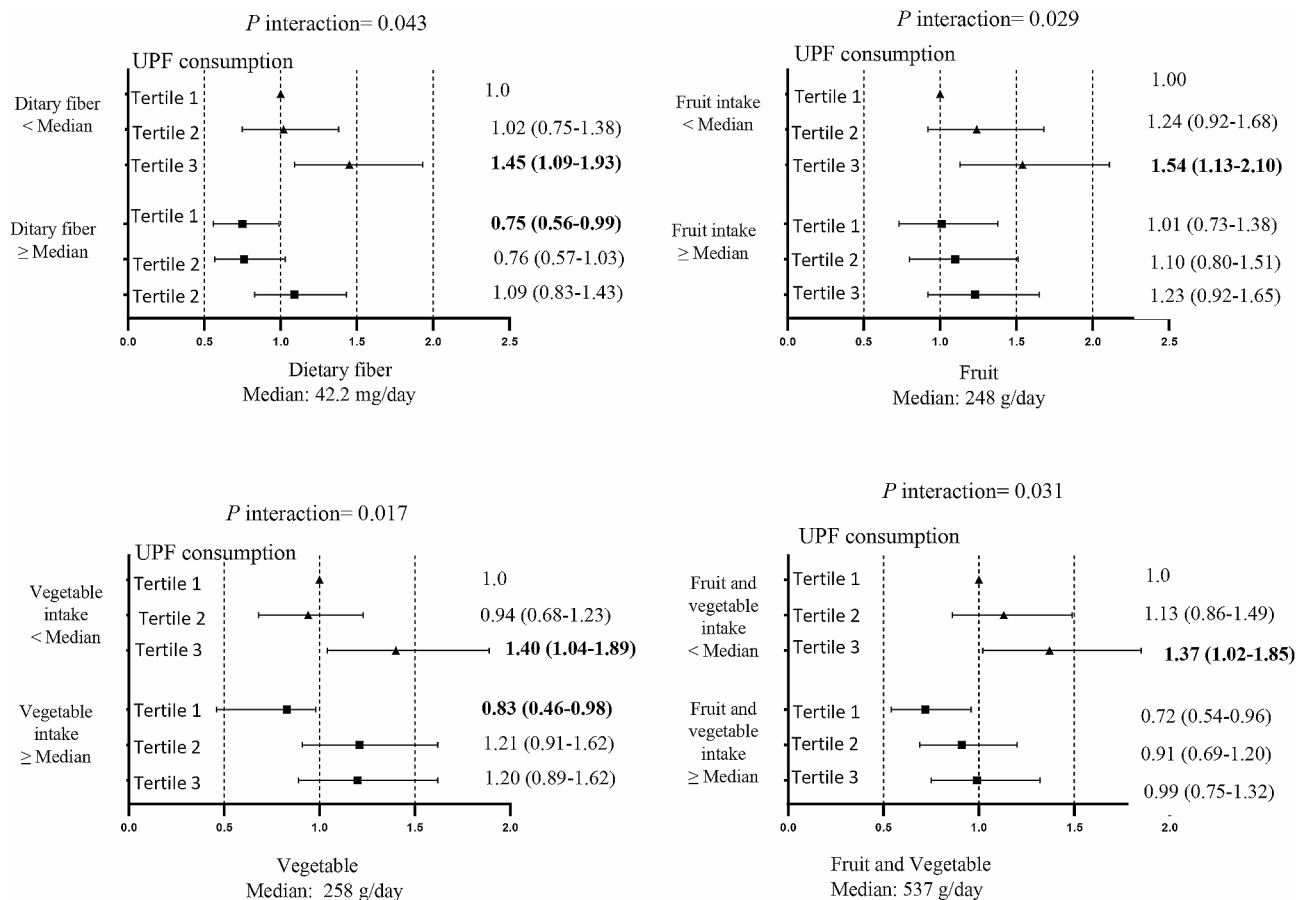 P interaction= 0.043
UPF consumption
Ditary fiber
< Median
Tertile 1
1.0
Tertile 2
1.02 (0.75-1.38)
Tertile 3
1.45 (1.09-1.93)
Ditary fiber
≥ Median
Tertile 1
0.75 (0.56-0.99)
Tertile 2
0.76 (0.57-1.03)
Tertile 2
1.09 (0.83-1.43)
0.0 0.5 1.0 1.5 2.0 2.5
Dietary fiber
Median: 42.2 mg/day
P interaction= 0.029
UPF consumption
Fruit intake
< Median
Tertile 1
1.00
Tertile 2
1.24 (0.92-1.68)
Tertile 3
1.54 (1.13-2.10)
Fruit intake
≥ Median
Tertile 1
1.01 (0.73-1.38)
Tertile 2
1.10 (0.80-1.51)
Tertile 3
1.23 (0.92-1.65)
0.0 0.5 1.0 1.5 2.0 2.5
Fruit
Median: 248 g/day
P interaction= 0.017
UPF consumption
Vegetable
intake
< Median
Tertile 1
1.0
Tertile 2
0.94 (0.68-1.23)
Tertile 3
1.40 (1.04-1.89)
Vegetable
intake
≥ Median
Tertile 1
0.83 (0.46-0.98)
Tertile 2
1.21 (0.91-1.62)
Tertile 3
1.20 (0.89-1.62)
0.0 0.5 1.0 1.5 2.0
Vegetable
Median: 258 g/day
P interaction= 0.031
UPF consumption
Fruit and
vegetable
intake
< Median
Tertile 1
1.0
Tertile 2
1.13 (0.86-1.49)
Tertile 3
1.37 (1.02-1.85)
Fruit and
vegetable
intake
≥ Median
Tertile 1
0.72 (0.54-0.96)
Tertile 2
0.91 (0.69-1.20)
Tertile 3
0.99 (0.75-1.32)
0.0 0.5 1.0 1.5 2.0
Fruit and Vegetable
Median: 537 g/day